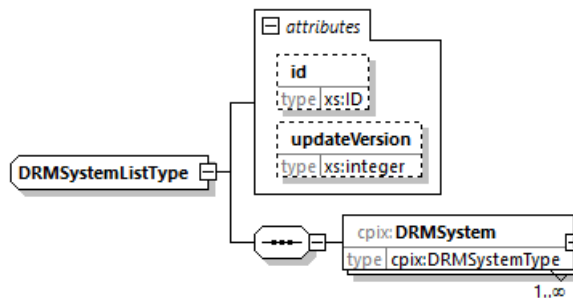 attributes
id
type xs:ID
updateVersion
type xs:integer
DRMSystemListType
cpix:DRMSystem
type cpix:DRMSystemType
1..∞